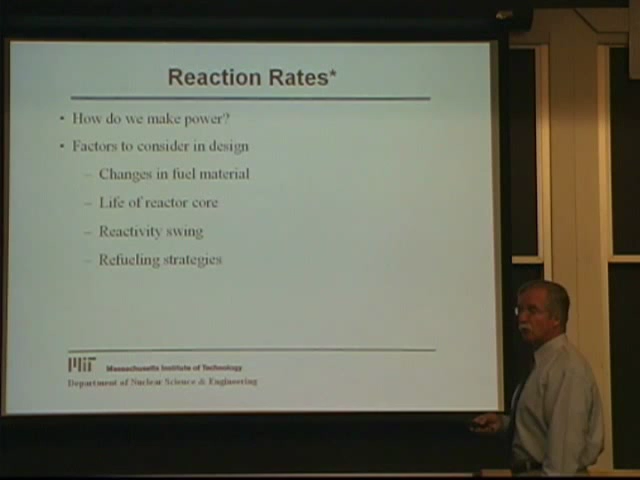 Reaction Rates*
• How do we make power?
• Factors to consider in design
– Changes in fuel material
– Life of reactor core
– Reactivity swing
– Refueling strategies
MIT Massachusetts Institute of Technology
Department of Nuclear Science & Engineering